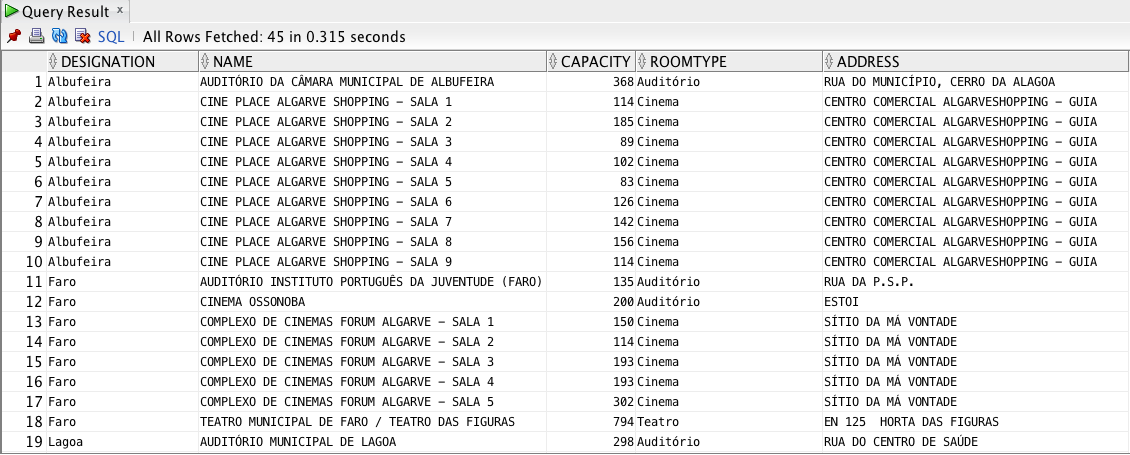 Query Result x
SQL | All Rows Fetched: 45 in 0.315 seconds
DESIGNATION NAME CAPACITY ROOMTYPE ADDRESS
1 Albufeira AUDITÓRIO DA CÂMARA MUNICIPAL DE ALBUFEIRA 368 Auditório RUA DO MUNICÍPIO, CERRO DA ALAGOA
2 Albufeira CINE PLACE ALGARVE SHOPPING – SALA 1 114 Cinema CENTRO COMERCIAL ALGARVESHOPPING – GUIA
3 Albufeira CINE PLACE ALGARVE SHOPPING – SALA 2 185 Cinema CENTRO COMERCIAL ALGARVESHOPPING – GUIA
4 Albufeira CINE PLACE ALGARVE SHOPPING – SALA 3 89 Cinema CENTRO COMERCIAL ALGARVESHOPPING – GUIA
5 Albufeira CINE PLACE ALGARVE SHOPPING – SALA 4 102 Cinema CENTRO COMERCIAL ALGARVESHOPPING – GUIA
6 Albufeira CINE PLACE ALGARVE SHOPPING – SALA 5 83 Cinema CENTRO COMERCIAL ALGARVESHOPPING – GUIA
7 Albufeira CINE PLACE ALGARVE SHOPPING – SALA 6 126 Cinema CENTRO COMERCIAL ALGARVESHOPPING – GUIA
8 Albufeira CINE PLACE ALGARVE SHOPPING – SALA 7 142 Cinema CENTRO COMERCIAL ALGARVESHOPPING – GUIA
9 Albufeira CINE PLACE ALGARVE SHOPPING – SALA 8 156 Cinema CENTRO COMERCIAL ALGARVESHOPPING – GUIA
10 Albufeira CINE PLACE ALGARVE SHOPPING – SALA 9 114 Cinema CENTRO COMERCIAL ALGARVESHOPPING – GUIA
11 Faro AUDITÓRIO INSTITUTO PORTUGUÊS DA JUVENTUDE (FARO) 135 Auditório RUA DA P.S.P.
12 Faro CINEMA OSSONOBA 200 Auditório ESTOI
13 Faro COMPLEXO DE CINEMAS FORUM ALGARVE – SALA 1 150 Cinema SÍTIO DA MÁ VONTADE
14 Faro COMPLEXO DE CINEMAS FORUM ALGARVE – SALA 2 114 Cinema SÍTIO DA MÁ VONTADE
15 Faro COMPLEXO DE CINEMAS FORUM ALGARVE – SALA 3 193 Cinema SÍTIO DA MÁ VONTADE
16 Faro COMPLEXO DE CINEMAS FORUM ALGARVE – SALA 4 193 Cinema SÍTIO DA MÁ VONTADE
17 Faro COMPLEXO DE CINEMAS FORUM ALGARVE – SALA 5 302 Cinema SÍTIO DA MÁ VONTADE
18 Faro TEATRO MUNICIPAL DE FARO / TEATRO DAS FIGURAS 794 Teatro EN 125  HORTA DAS FIGURAS
19 Lagoa AUDITÓRIO MUNICIPAL DE LAGOA 298 Auditório RUA DO CENTRO DE SAÚDE